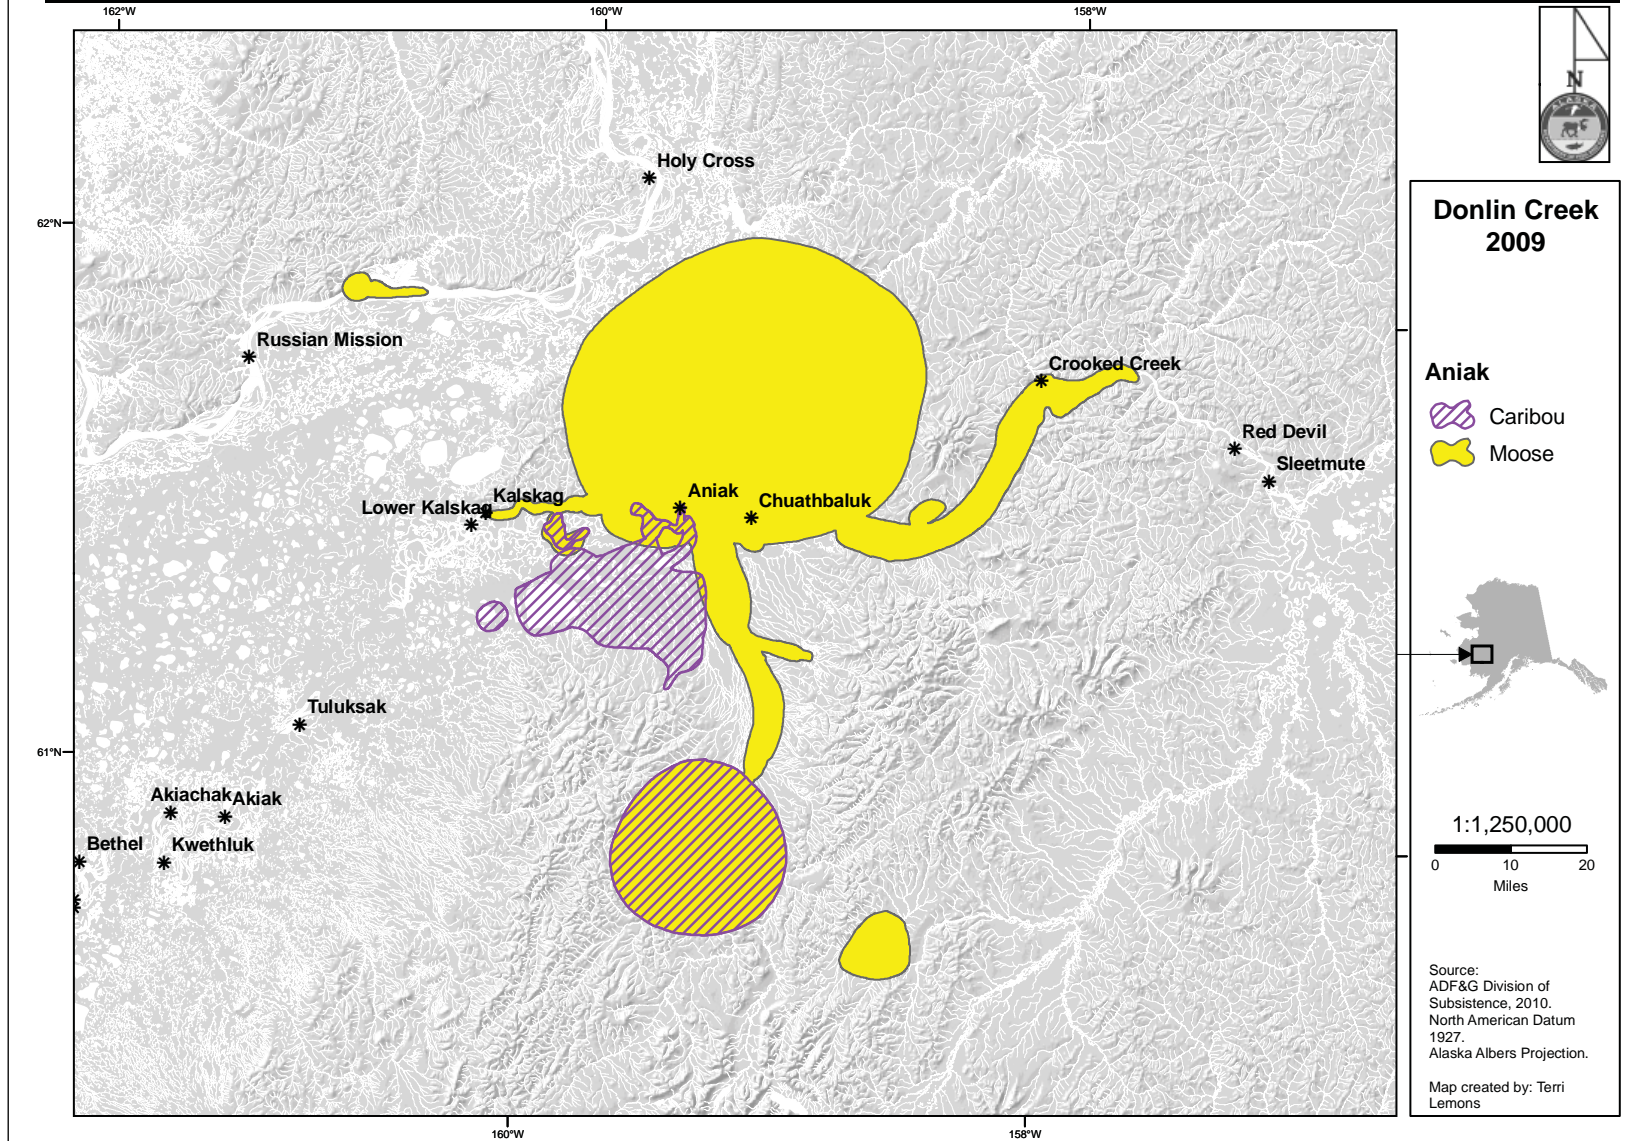 162°W
160°W
158°W
N
ALASKA
Holy Cross
62°N
Donlin Creek
2009
Russian Mission
Crooked Creek
Aniak
Caribou
Red Devil
Moose
Sleetmute
Kalskag
Aniak
Chuathbaluk
Lower Kalskag
Tuluksak
61°N
Akiachak
Akiak
Bethel
Kwethluk
1:1,250,000
0 10 20
Miles
Source:
ADF&G Division of
Subsistence, 2010.
North American Datum
1927.
Alaska Albers Projection.
Map created by: Terri
Lemons
160°W
158°W